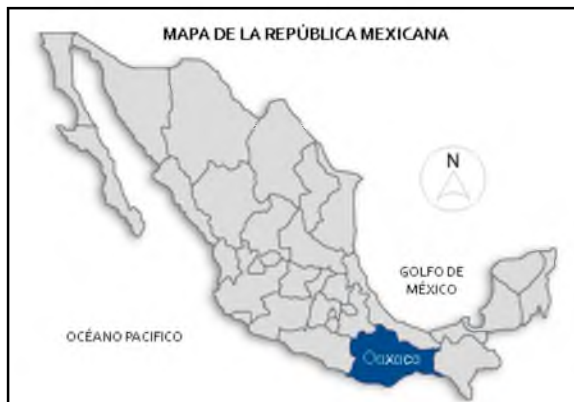 MAPA DE LA REPÚBLICA MEXICANA
N
GOLFO DE
MÉXICO
OCÉANO PACIFICO
Oaxaca